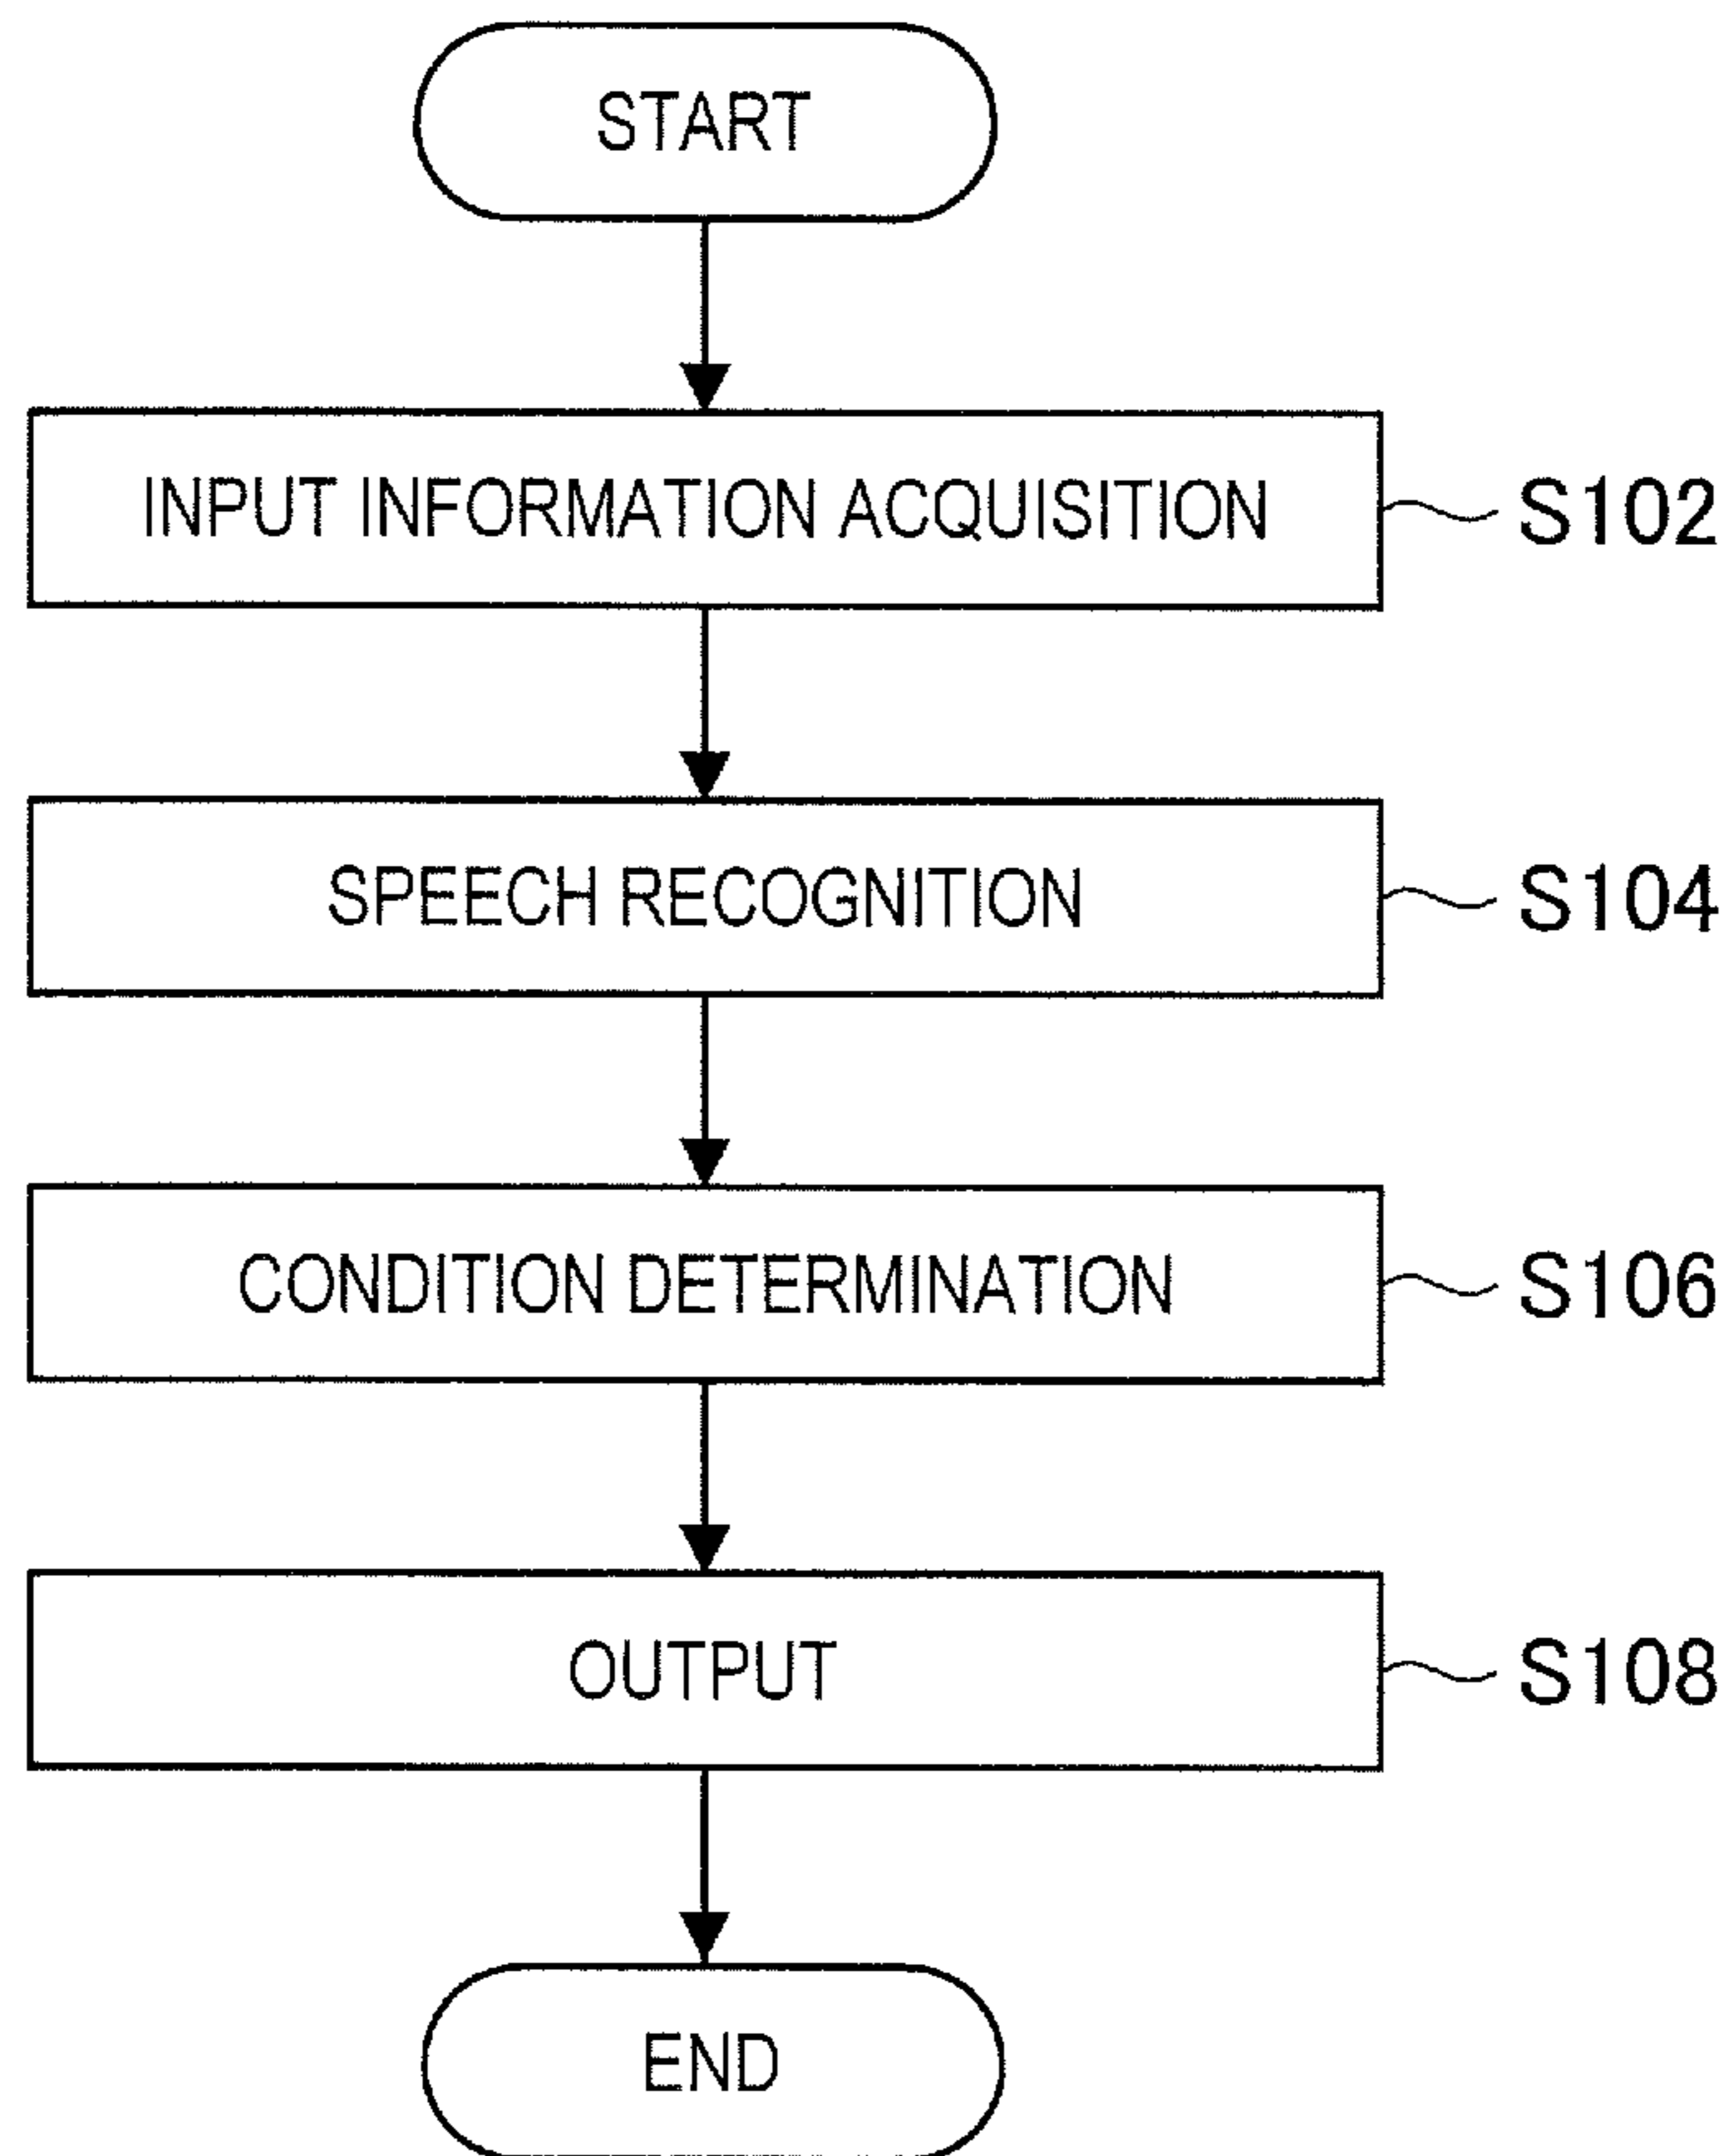 START
INPUT INFORMATION ACQUISITION S102
SPEECH RECOGNITION S104
CONDITION DETERMINATION S106
OUTPUT S108
END